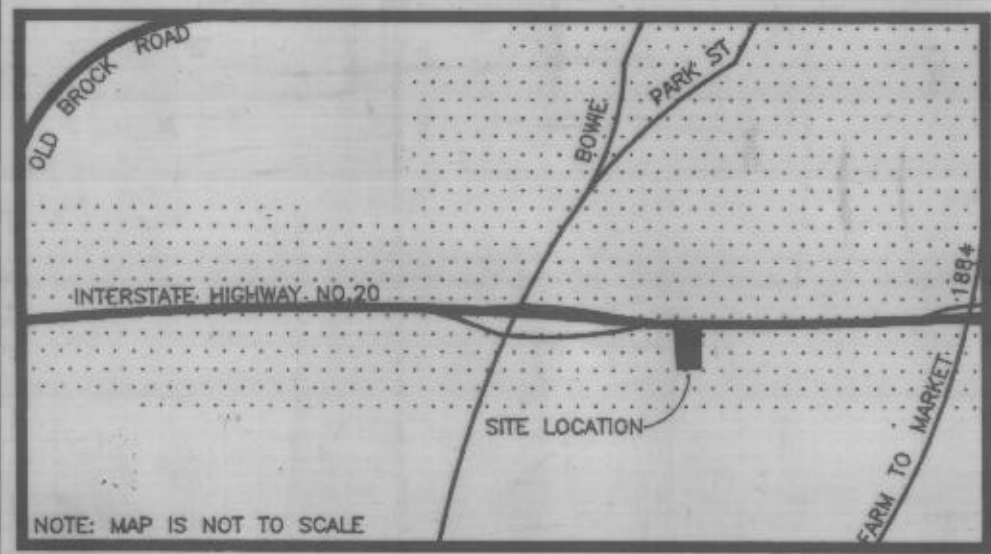 OLD BROCK ROAD
BOWIE
PARK ST
INTERSTATE HIGHWAY NO.20
1884
FARM TO MARKET
SITE LOCATION
NOTE: MAP IS NOT TO SCALE